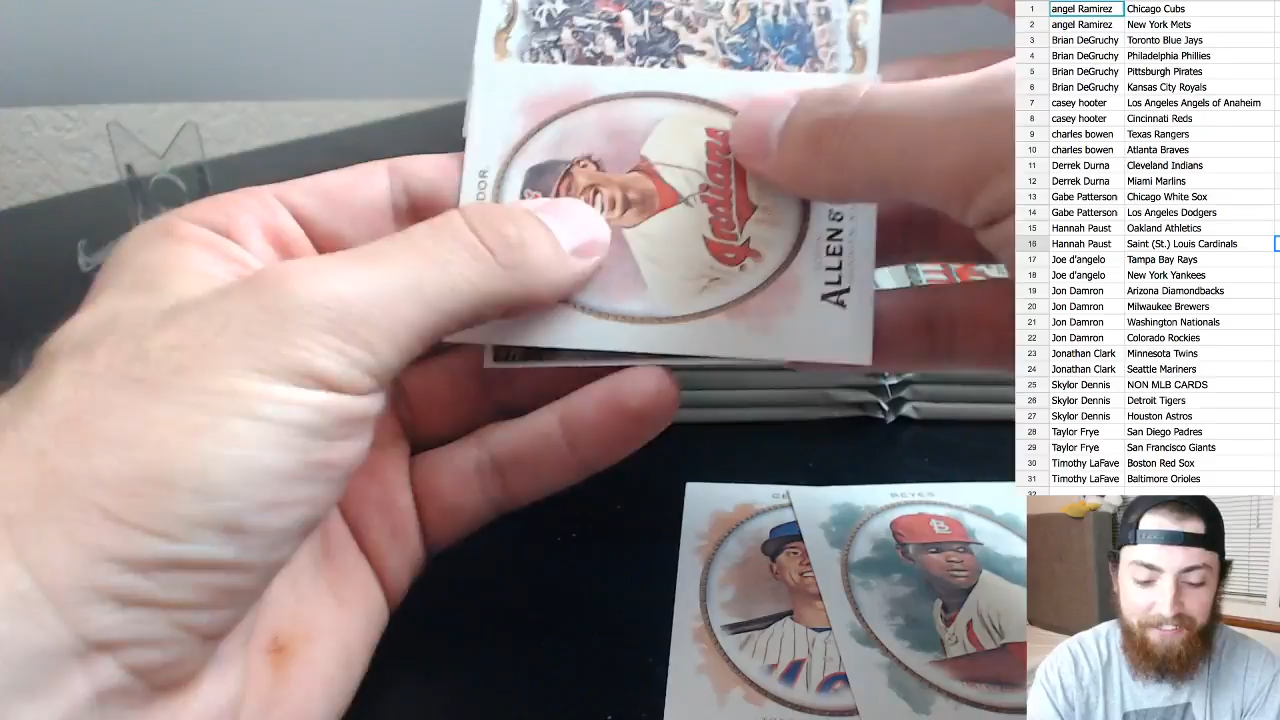 DOR
Indians
ALLEN &
REYES
1 angel Ramirez Chicago Cubs
2 angel Ramirez New York Mets
3 Brian DeGruchy Toronto Blue Jays
4 Brian DeGruchy Philadelphia Phillies
5 Brian DeGruchy Pittsburgh Pirates
6 Brian DeGruchy Kansas City Royals
7 casey hooter Los Angeles Angels of Anaheim
8 casey hooter Cincinnati Reds
9 charles bowen Texas Rangers
10 charles bowen Atlanta Braves
11 Derrek Durna Cleveland Indians
12 Derrek Durna Miami Marlins
13 Gabe Patterson Chicago White Sox
14 Gabe Patterson Los Angeles Dodgers
15 Hannah Paust Oakland Athletics
16 Hannah Paust Saint (St.) Louis Cardinals
17 Joe d'angelo Tampa Bay Rays
18 Joe d'angelo New York Yankees
19 Jon Damron Arizona Diamondbacks
20 Jon Damron Milwaukee Brewers
21 Jon Damron Washington Nationals
22 Jon Damron Colorado Rockies
23 Jonathan Clark Minnesota Twins
24 Jonathan Clark Seattle Mariners
25 Skylor Dennis NON MLB CARDS
26 Skylor Dennis Detroit Tigers
27 Skylor Dennis Houston Astros
28 Taylor Frye San Diego Padres
29 Taylor Frye San Francisco Giants
30 Timothy LaFave Boston Red Sox
31 Timothy LaFave Baltimore Orioles